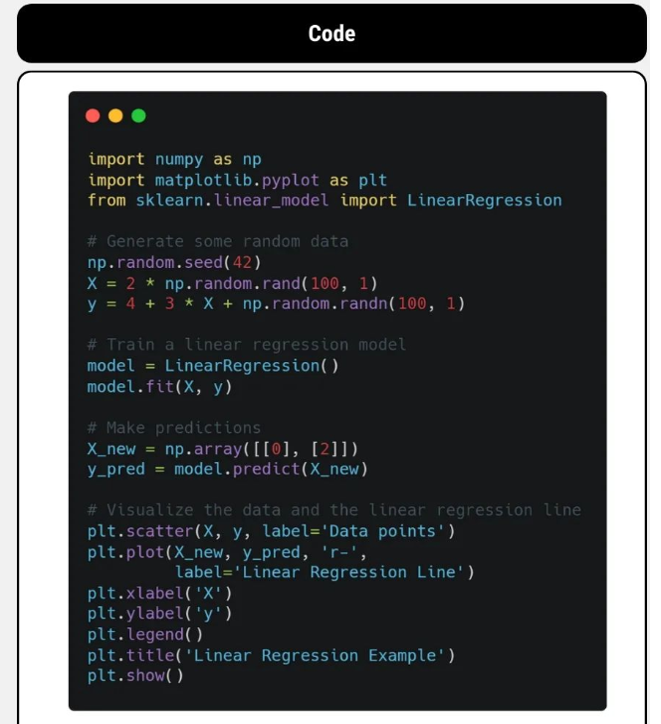 Code
import numpy as np
import matplotlib.pyplot as plt
from sklearn.linear_model import LinearRegression
# Generate some random data
np.random.seed(42)
X = 2 * np.random.rand(100, 1)
y = 4 + 3 * X + np.random.randn(100, 1)
# Train a linear regression model
model = LinearRegression()
model.fit(X, y)
# Make predictions
X_new = np.array([[0], [2]])
y_pred = model.predict(X_new)
# Visualize the data and the linear regression line
plt.scatter(X, y, label='Data points')
plt.plot(X_new, y_pred, 'r-',
label='Linear Regression Line')
plt.xlabel('X')
plt.ylabel('y')
plt.legend()
plt.title('Linear Regression Example')
plt.show()